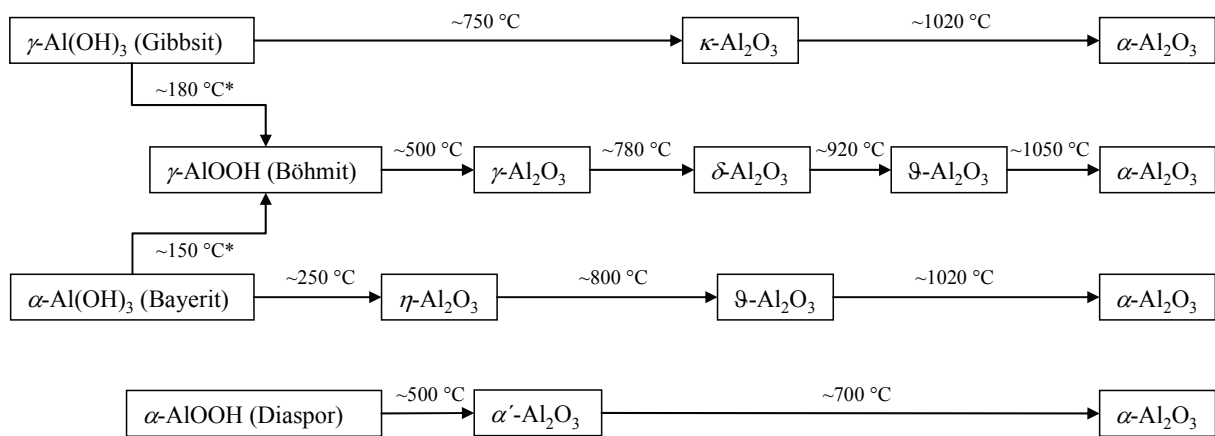 ~750 °C ~1020 °C
γ-Al(OH)₃ (Gibbsit) κ-Al₂O₃ α-Al₂O₃
~180 °C*
~500 °C ~780 °C ~920 °C ~1050 °C
γ-AlOOH (Böhmit) γ-Al₂O₃ δ-Al₂O₃ ϑ-Al₂O₃ α-Al₂O₃
~150 °C*
~250 °C ~800 °C ~1020 °C
α-Al(OH)₃ (Bayerit) η-Al₂O₃ ϑ-Al₂O₃ α-Al₂O₃
~500 °C ~700 °C
α-AlOOH (Diaspor) α´-Al₂O₃ α-Al₂O₃